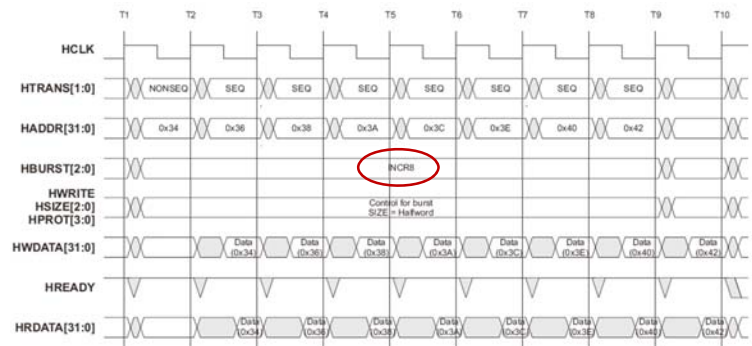 T1 T2 T3 T4 T5 T6 T7 T8 T9 T10
HCLK
HTRANS[1:0] NONSEQ SEQ SEQ SEQ SEQ SEQ SEQ SEQ
HADDR[31:0] 0x34 0x36 0x38 0x3A 0x3C 0x3E 0x40 0x42
HBURST[2:0] INCR8
HWRITE
HSIZE[2:0] Control for burst
HPROT[3:0] SIZE = Halfword
HWDATA[31:0] Data Data Data Data Data Data Data Data
(0x34) (0x36) (0x38) (0x3A) (0x3C) (0x3E) (0x40) (0x42)
HREADY
HRDATA[31:0] Data Data Data Data Data Data Data Data
(0x34) (0x36) (0x38) (0x3A) (0x3C) (0x3E) (0x40) (0x42)